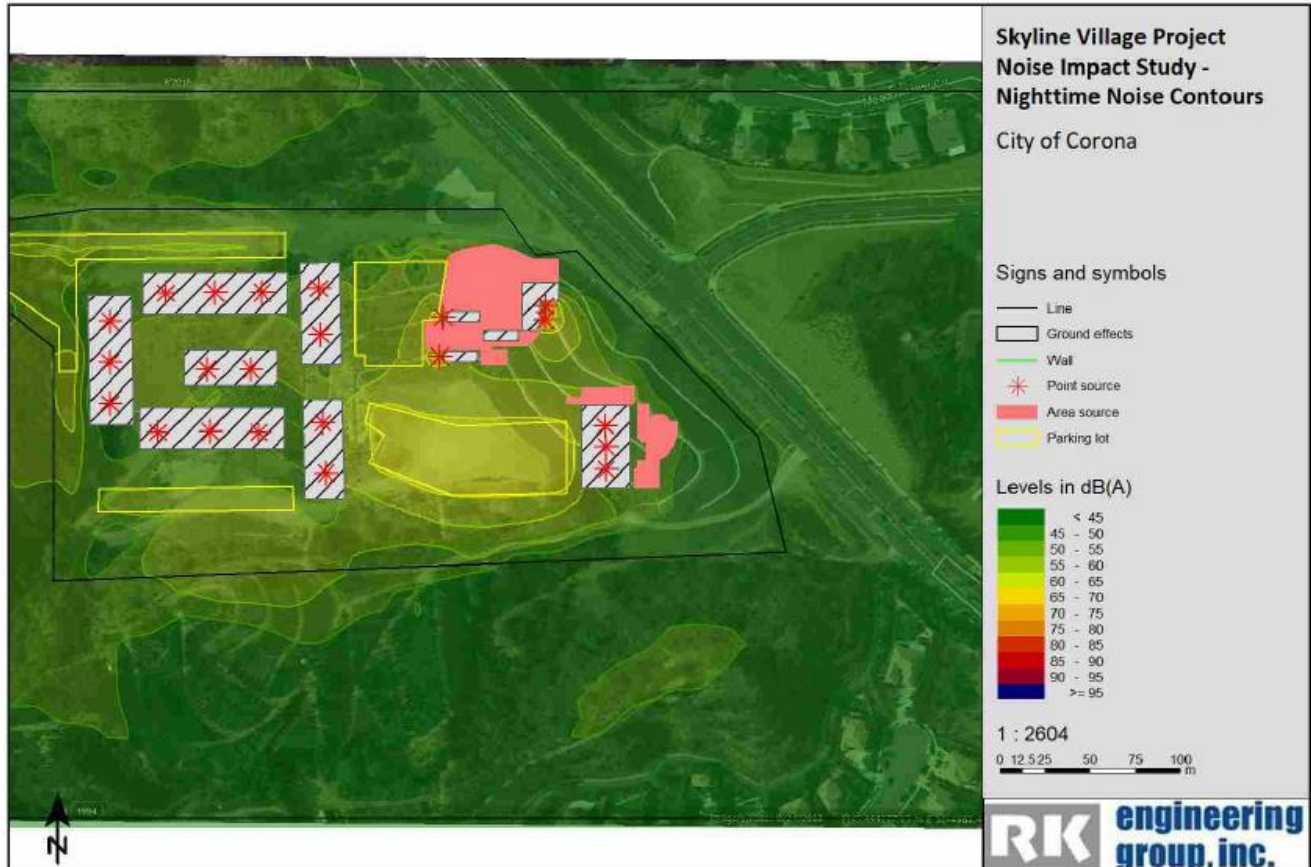 Skyline Village Project
Noise Impact Study -
Nighttime Noise Contours
City of Corona
Signs and symbols
Line
Ground effects
Wall
Point source
Area source
Parking lot
Levels in dB(A)
< 45
45 - 50
50 - 55
55 - 60
60 - 65
65 - 70
70 - 75
75 - 80
80 - 85
85 - 90
90 - 95
>= 95
1 : 2604
0 12.5 25 50 75 100
m
1994
N
RK engineering
group, inc.